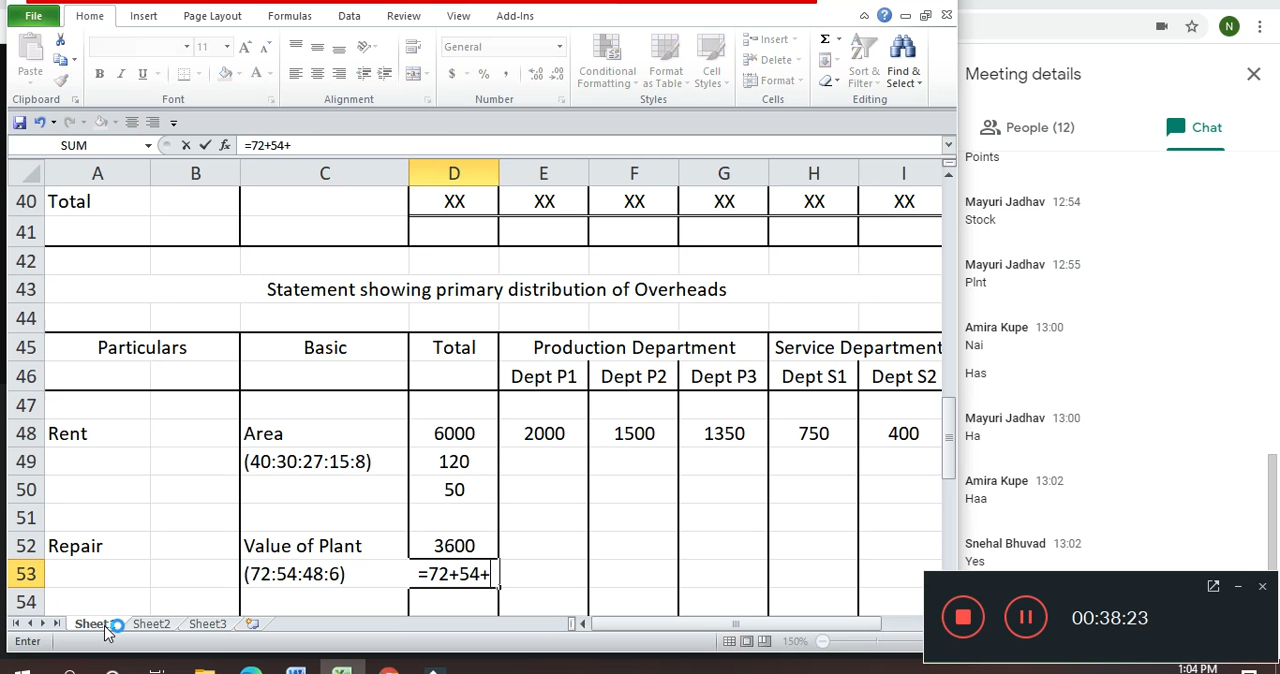 File Home Insert Page Layout Formulas Data Review View Add-Ins
11 A A General Σ
Paste B I U A $ % , .00 .0 Conditional Formatting Format as Table Cell Styles Insert Delete Format Sort & Filter Find & Select
Clipboard Font Alignment Number Styles Cells Editing
SUM fx =72+54+
A B C D E F G H I
40 Total XX XX XX XX XX XX
41
42
43 Statement showing primary distribution of Overheads
44
45 Particulars Basic Total Production Department Service Department
46 Dept P1 Dept P2 Dept P3 Dept S1 Dept S2
47
48 Rent Area 6000 2000 1500 1350 750 400
49 (40:30:27:15:8) 120
50 50
51
52 Repair Value of Plant 3600
53 (72:54:48:6) =72+54+
54
Sheet Sheet2 Sheet3
Enter 150%
N
Meeting details
People (12) Chat
Points
Mayuri Jadhav 12:54
Stock
Mayuri Jadhav 12:55
Plnt
Amira Kupe 13:00
Nai
Has
Mayuri Jadhav 13:00
Ha
Amira Kupe 13:02
Haa
Snehal Bhuvad 13:02
Yes
00:38:23
1:04 PM